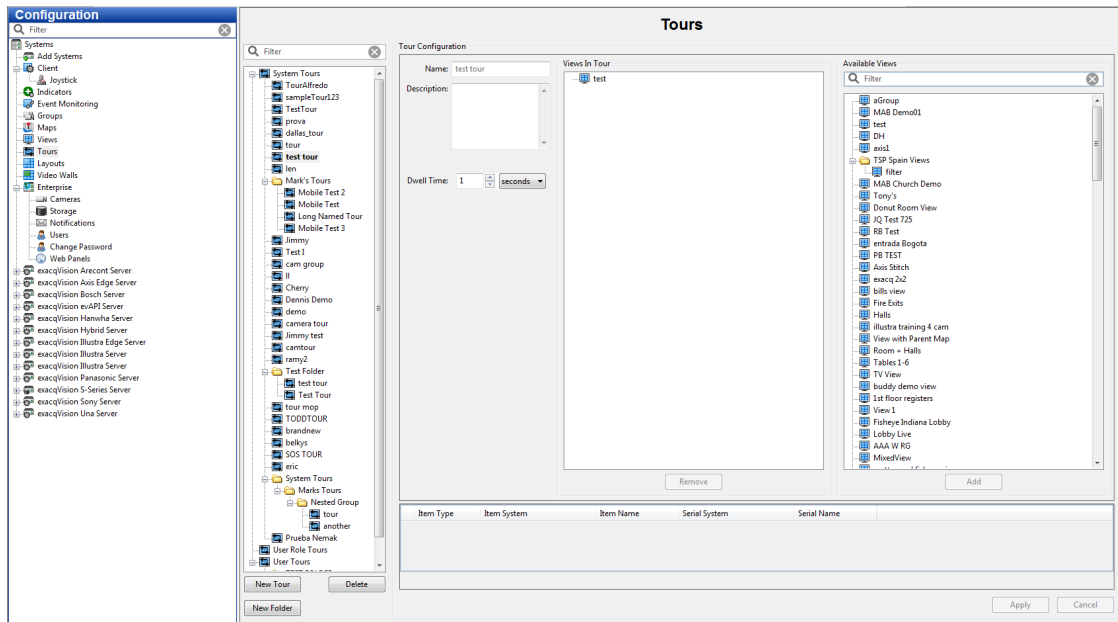 Configuration
Filter
Systems
Add Systems
Client
Joystick
Indicators
Event Monitoring
Groups
Maps
Views
Tours
Layouts
Video Walls
Enterprise
Cameras
Storage
Notifications
Users
Change Password
Web Panels
exacqVision Arecont Server
exacqVision Axis Edge Server
exacqVision Bosch Server
exacqVision evAPI Server
exacqVision Hanwha Server
exacqVision Hybrid Server
exacqVision Illustra Edge Server
exacqVision Illustra Server
exacqVision Illustra Server
exacqVision Panasonic Server
exacqVision S-Series Server
exacqVision Sony Server
exacqVision Una Server
Tours
Filter
System Tours
TourAlfredo
sampleTour123
TestTour
prova
dallas_tour
tour
test tour
len
Mark's Tours
Mobile Test 2
Mobile Test
Long Named Tour
Mobile Test 3
Jimmy
Test I
cam group
II
Cherry
Dennis Demo
demo
camera tour
Jimmy test
camtour
ramy2
Test Folder
test tour
Test Tour
tour mop
TODDTOUR
brandnew
belkys
SOS TOUR
eric
System Tours
Marks Tours
Nested Group
tour
another
Prueba Nemak
User Role Tours
User Tours
New Tour
Delete
New Folder
Tour Configuration
Name: test tour
Description:
Dwell Time: 1 seconds
Views In Tour
test
Remove
Available Views
Filter
aGroup
MAB Demo01
test
DH
axis1
TSP Spain Views
filter
MAB Church Demo
Tony's
Donut Room View
JQ Test 725
RB Test
entrada Bogota
PB TEST
Axis Stitch
exacq 2x2
bills view
Fire Exits
Halls
illustra training 4 cam
View with Parent Map
Room + Halls
Tables 1-6
TV View
buddy demo view
1st floor registers
View 1
Fisheye Indiana Lobby
Lobby Live
AAA W RG
MixedView
Add
Item Type Item System Item Name Serial System Serial Name
Apply
Cancel